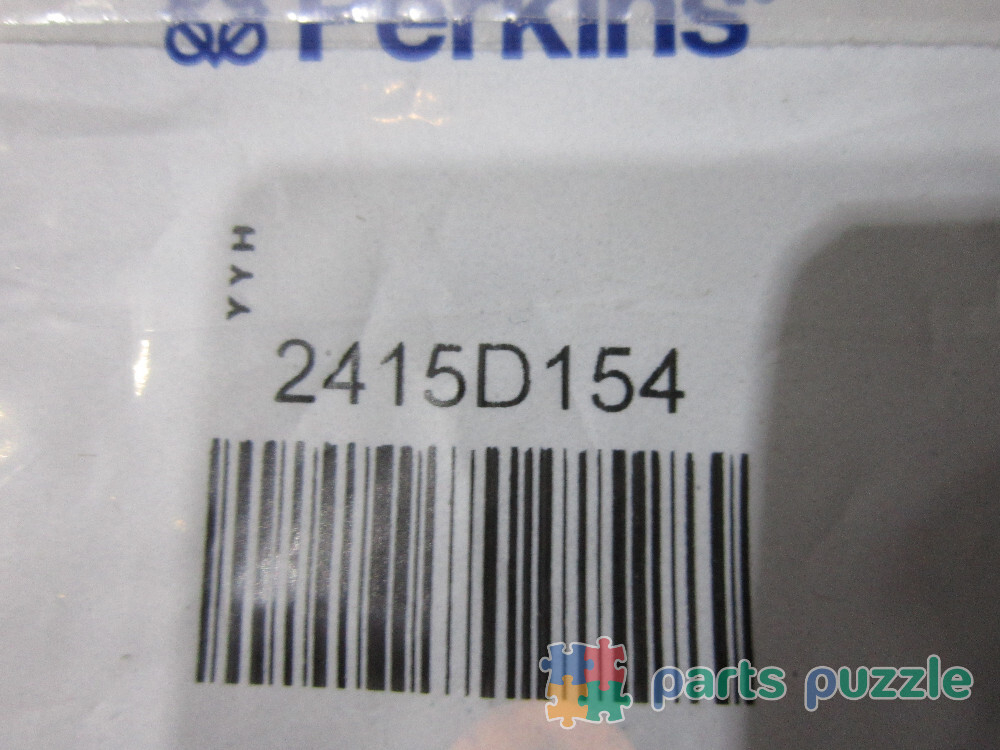 Perkins
YYH
2415D154
parts puzzle